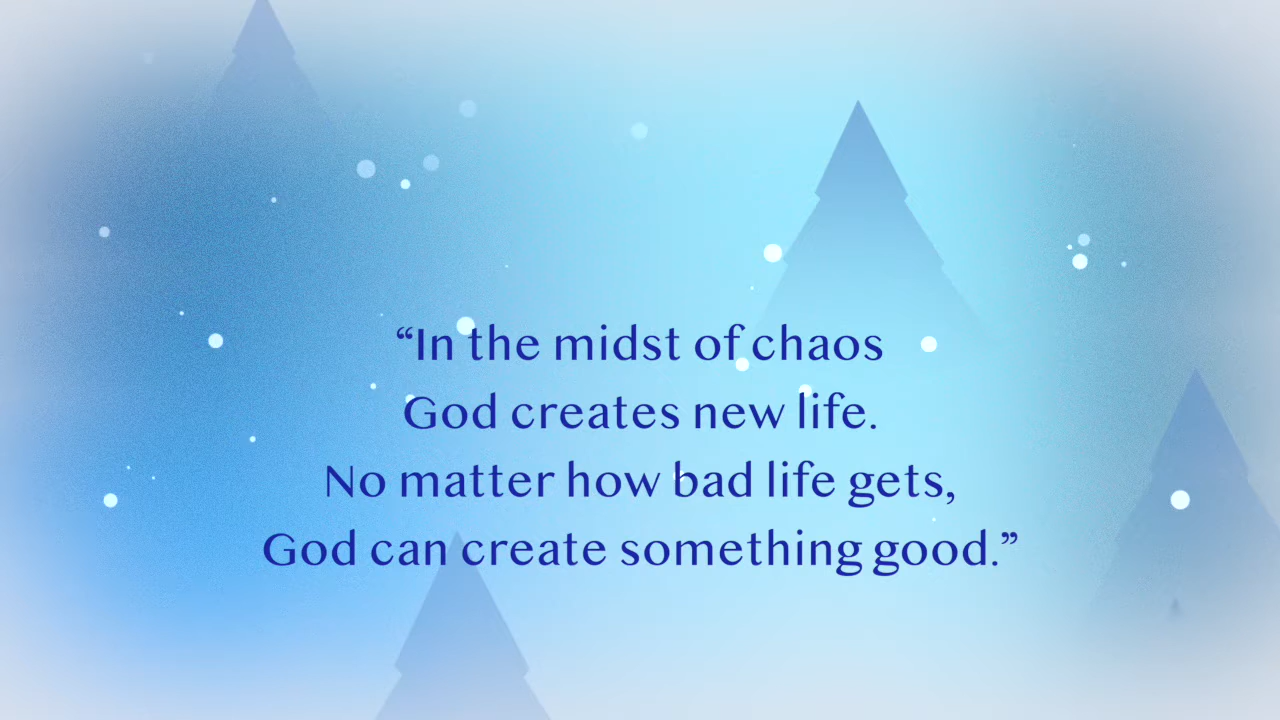 “In the midst of chaos
God creates new life.
No matter how bad life gets,
God can create something good.”